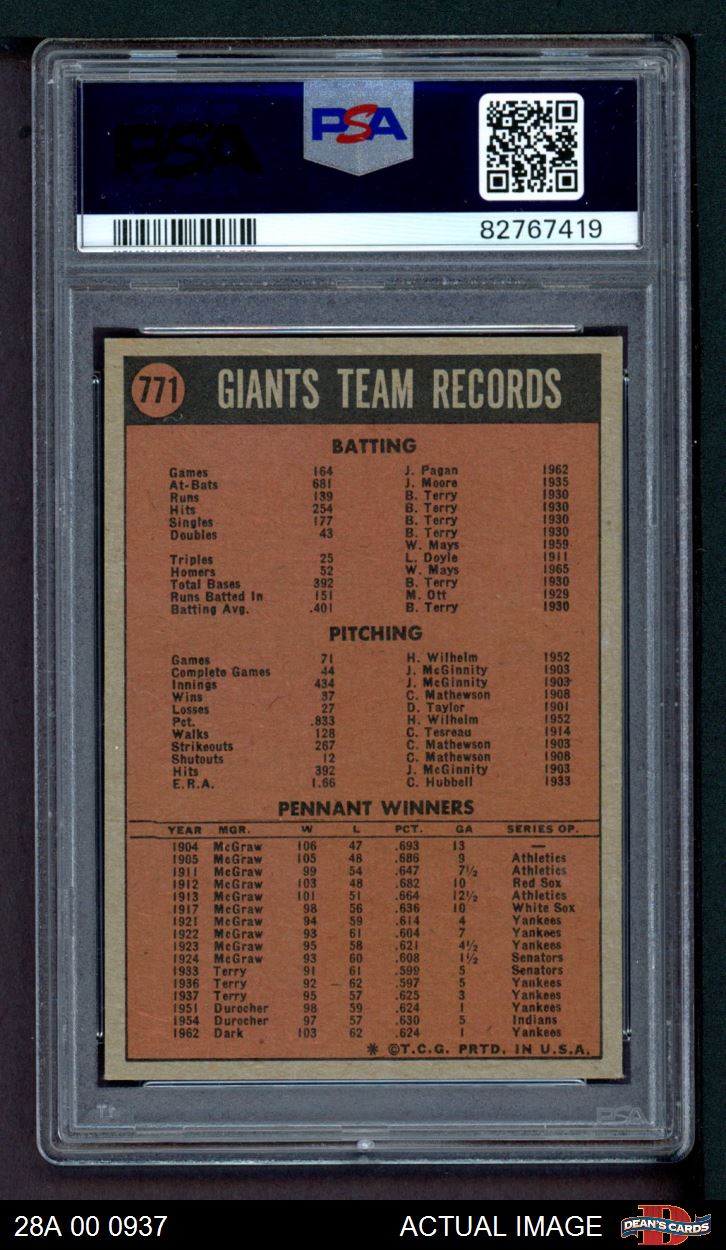 PSA
PSA
82767419
771 GIANTS TEAM RECORDS
BATTING
Games 164 J. Pagan 1962
At-Bats 681 J. Moore 1935
Runs 139 B. Terry 1930
Hits 254 B. Terry 1930
Singles 177 B. Terry 1930
Doubles 43 B. Terry 1930
W. Mays 1959
Triples 25 L. Doyle 1911
Homers 52 W. Mays 1965
Total Bases 392 B. Terry 1930
Runs Batted In 151 M. Ott 1929
Batting Avg. .401 B. Terry 1930
PITCHING
Games 71 H. Wilhelm 1952
Complete Games 44 J. McGinnity 1903
Innings 434 J. McGinnity 1903
Wins 37 C. Mathewson 1908
Losses 27 D. Taylor 1901
Pct. .833 H. Wilhelm 1952
Walks 128 C. Tesreau 1914
Strikeouts 267 C. Mathewson 1903
Shutouts 12 C. Mathewson 1908
Hits 392 J. McGinnity 1903
E.R.A. 1.66 C. Hubbell 1933
PENNANT WINNERS
YEAR MGR. W L PCT. GA SERIES OP.
1904 McGraw 106 47 .693 13 —
1905 McGraw 105 48 .686 9 Athletics
1911 McGraw 99 54 .647 7½ Athletics
1912 McGraw 103 48 .682 10 Red Sox
1913 McGraw 101 51 .664 12½ Athletics
1917 McGraw 98 56 .636 10 White Sox
1921 McGraw 94 59 .614 4 Yankees
1922 McGraw 93 61 .604 7 Yankees
1923 McGraw 95 58 .621 4½ Yankees
1924 McGraw 93 60 .608 1½ Senators
1933 Terry 91 61 .599 5 Senators
1936 Terry 92 62 .597 5 Yankees
1937 Terry 95 57 .625 3 Yankees
1951 Durocher 98 59 .624 1 Yankees
1954 Durocher 97 57 .630 5 Indians
1962 Dark 103 62 .624 1 Yankees
* ©T.C.G. PRTD. IN U.S.A.
PSA
28A 00 0937
ACTUAL IMAGE
DEAN'S CARDS